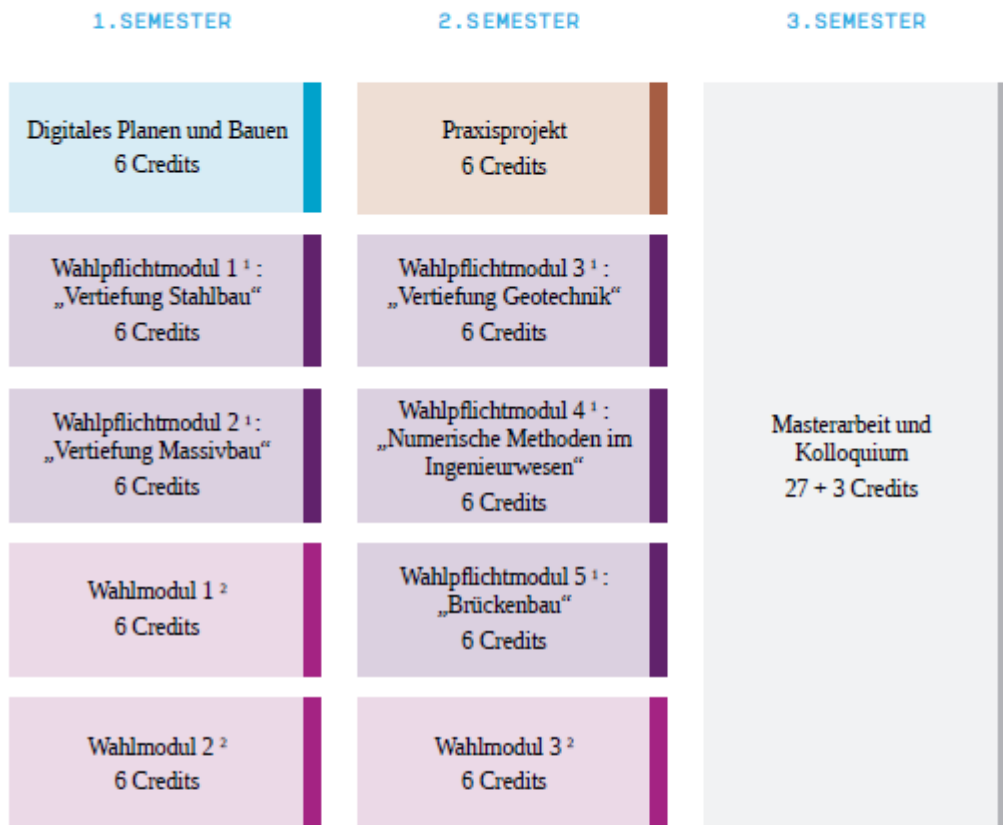 1.SEMESTER
2.SEMESTER
3.SEMESTER
Digitales Planen und Bauen
6 Credits
Wahlpflichtmodul 1 ¹ :
„Vertiefung Stahlbau“
6 Credits
Wahlpflichtmodul 2 ¹ :
„Vertiefung Massivbau“
6 Credits
Wahlmodul 1 ²
6 Credits
Wahlmodul 2 ²
6 Credits
Praxisprojekt
6 Credits
Wahlpflichtmodul 3 ¹ :
„Vertiefung Geotechnik“
6 Credits
Wahlpflichtmodul 4 ¹ :
„Numerische Methoden im
Ingenieurwesen“
6 Credits
Wahlpflichtmodul 5 ¹ :
„Brückenbau“
6 Credits
Wahlmodul 3 ²
6 Credits
Masterarbeit und
Kolloquium
27 + 3 Credits